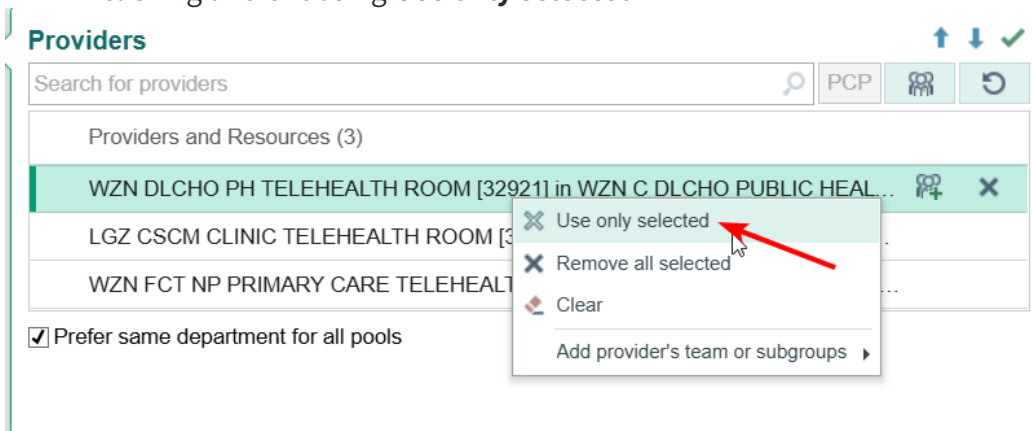 Providers
Search for providers PCP
Providers and Resources (3)
WZN DLCHO PH TELEHEALTH ROOM [32921] in WZN C DLCHO PUBLIC HEAL...
LGZ CSCM CLINIC TELEHEALTH ROOM [3
WZN FCT NP PRIMARY CARE TELEHEALT
Use only selected
Remove all selected
Clear
Add provider's team or subgroups
Prefer same department for all pools